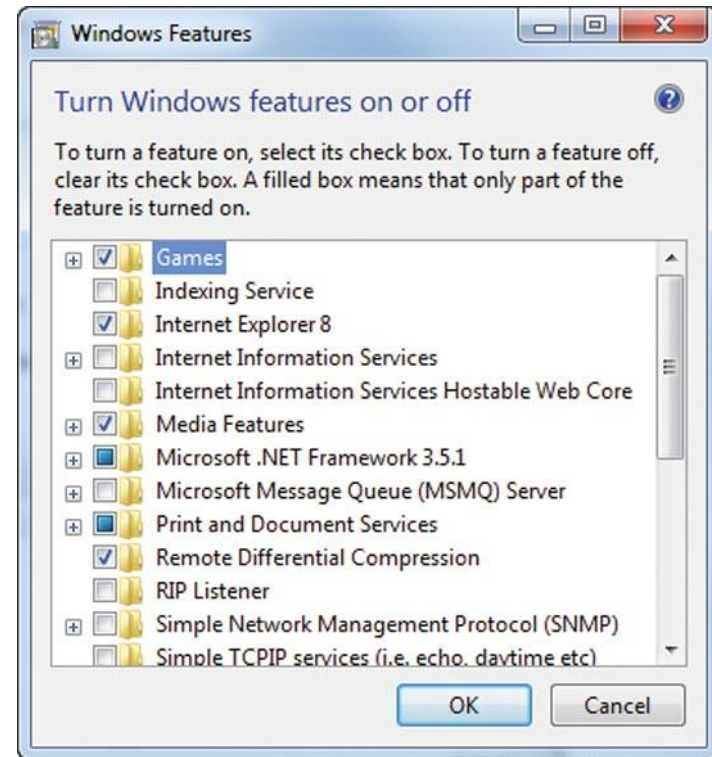 Windows Features
Turn Windows features on or off
To turn a feature on, select its check box. To turn a feature off,
clear its check box. A filled box means that only part of the
feature is turned on.
Games
Indexing Service
Internet Explorer 8
Internet Information Services
Internet Information Services Hostable Web Core
Media Features
Microsoft .NET Framework 3.5.1
Microsoft Message Queue (MSMQ) Server
Print and Document Services
Remote Differential Compression
RIP Listener
Simple Network Management Protocol (SNMP)
Simple TCPIP services (i.e. echo, daytime etc)
OK Cancel